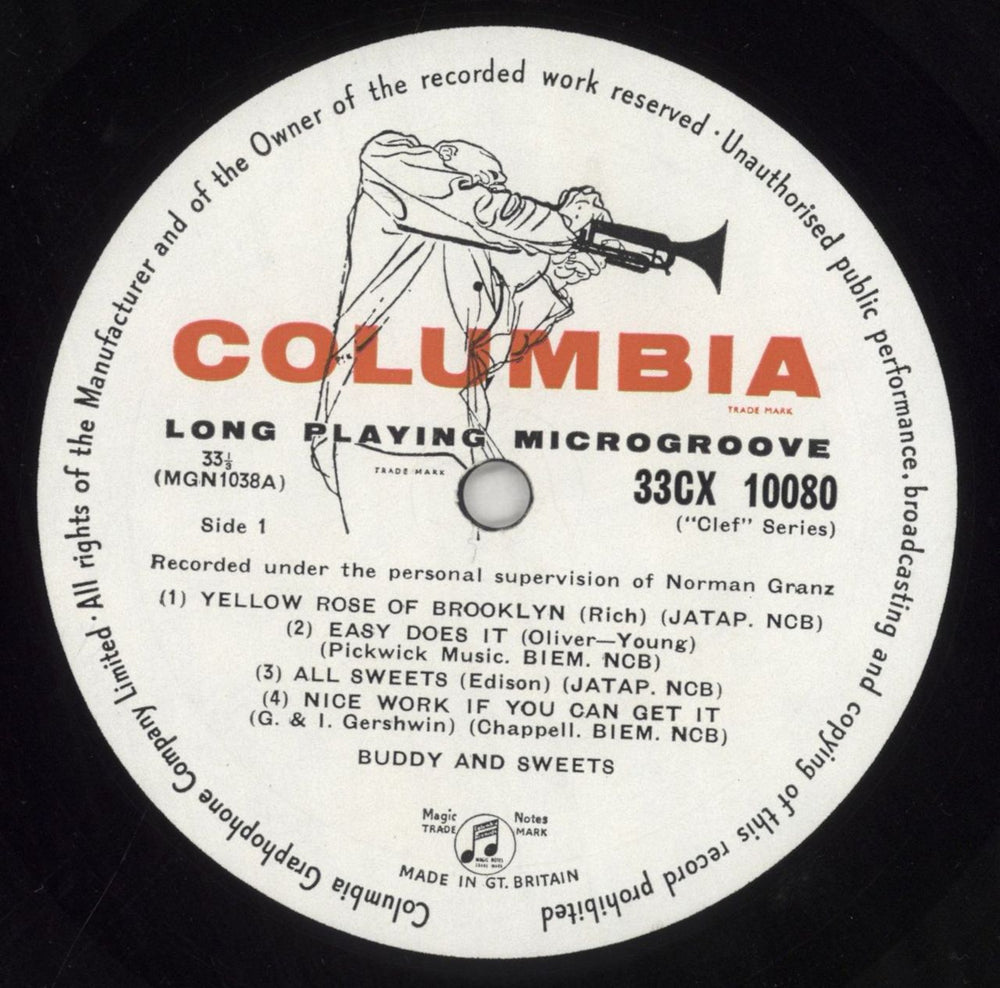 Columbia Graphophone Company Limited · All rights of the Manufacturer and of the Owner of the recorded work reserved · Unauthorised public performance, broadcasting and copying of this record prohibited
COLUMBIA
TRADE MARK
LONG PLAYING MICROGROOVE
TRADE MARK
33⅓
(MGN1038A)
33CX 10080
Side 1
("Clef" Series)
Recorded under the personal supervision of Norman Granz
(1) YELLOW ROSE OF BROOKLYN (Rich) (JATAP. NCB)
(2) EASY DOES IT (Oliver—Young)
(Pickwick Music. BIEM. NCB)
(3) ALL SWEETS (Edison) (JATAP. NCB)
(4) NICE WORK IF YOU CAN GET IT
(G. & I. Gershwin) (Chappell. BIEM. NCB)
BUDDY AND SWEETS
Magic Notes
TRADE MARK
MAGIC NOTES
TRADE MARK
MADE IN GT. BRITAIN